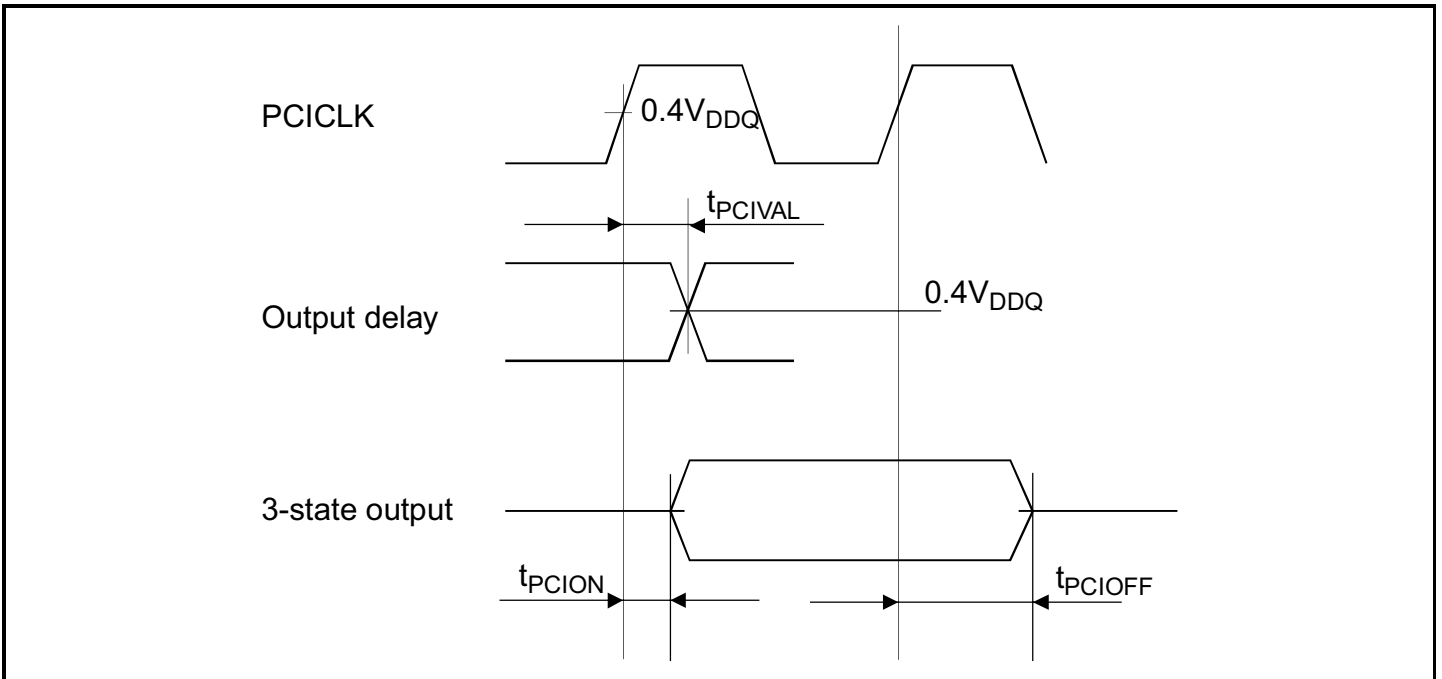 PCICLK
0.4VDDQ
tPCIVAL
Output delay
0.4VDDQ
3-state output
tPCION
tPCIOFF